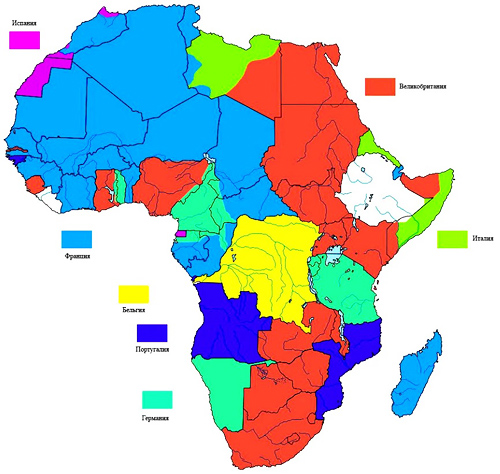 Испания
Великобритания
Франция
Италия
Бельгия
Португалия
Германия